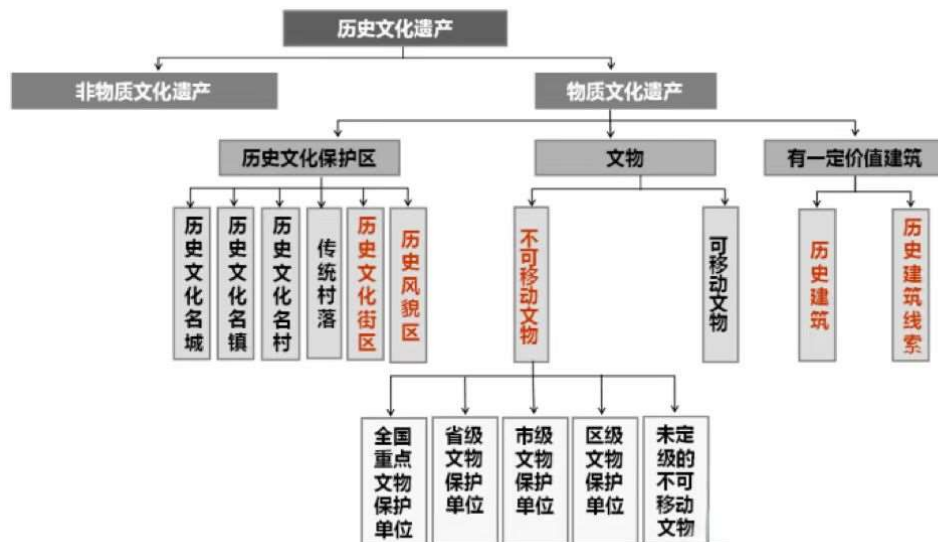 历史文化遗产
非物质文化遗产
物质文化遗产
历史文化保护区
文物
有一定价值建筑
历史文化名城
历史文化名镇
历史文化名村
传统村落
历史文化街区
历史风貌区
不可移动文物
可移动文物
历史建筑
历史建筑线索
全国
重点
文物
保护
单位
省级
文物
保护
单位
市级
文物
保护
单位
区级
文物
保护
单位
未定
级的
不可
移动
文物